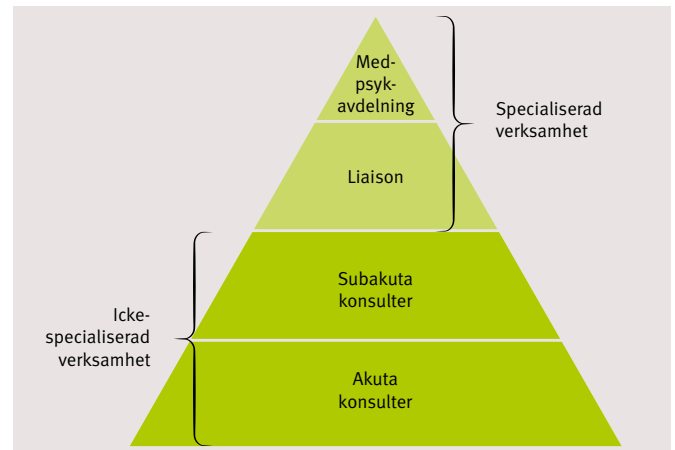 Med-
psyk-
avdelning
Specialiserad
verksamhet
Liaison
Subakuta
konsulter
Icke-
specialiserad
verksamhet
Akuta
konsulter